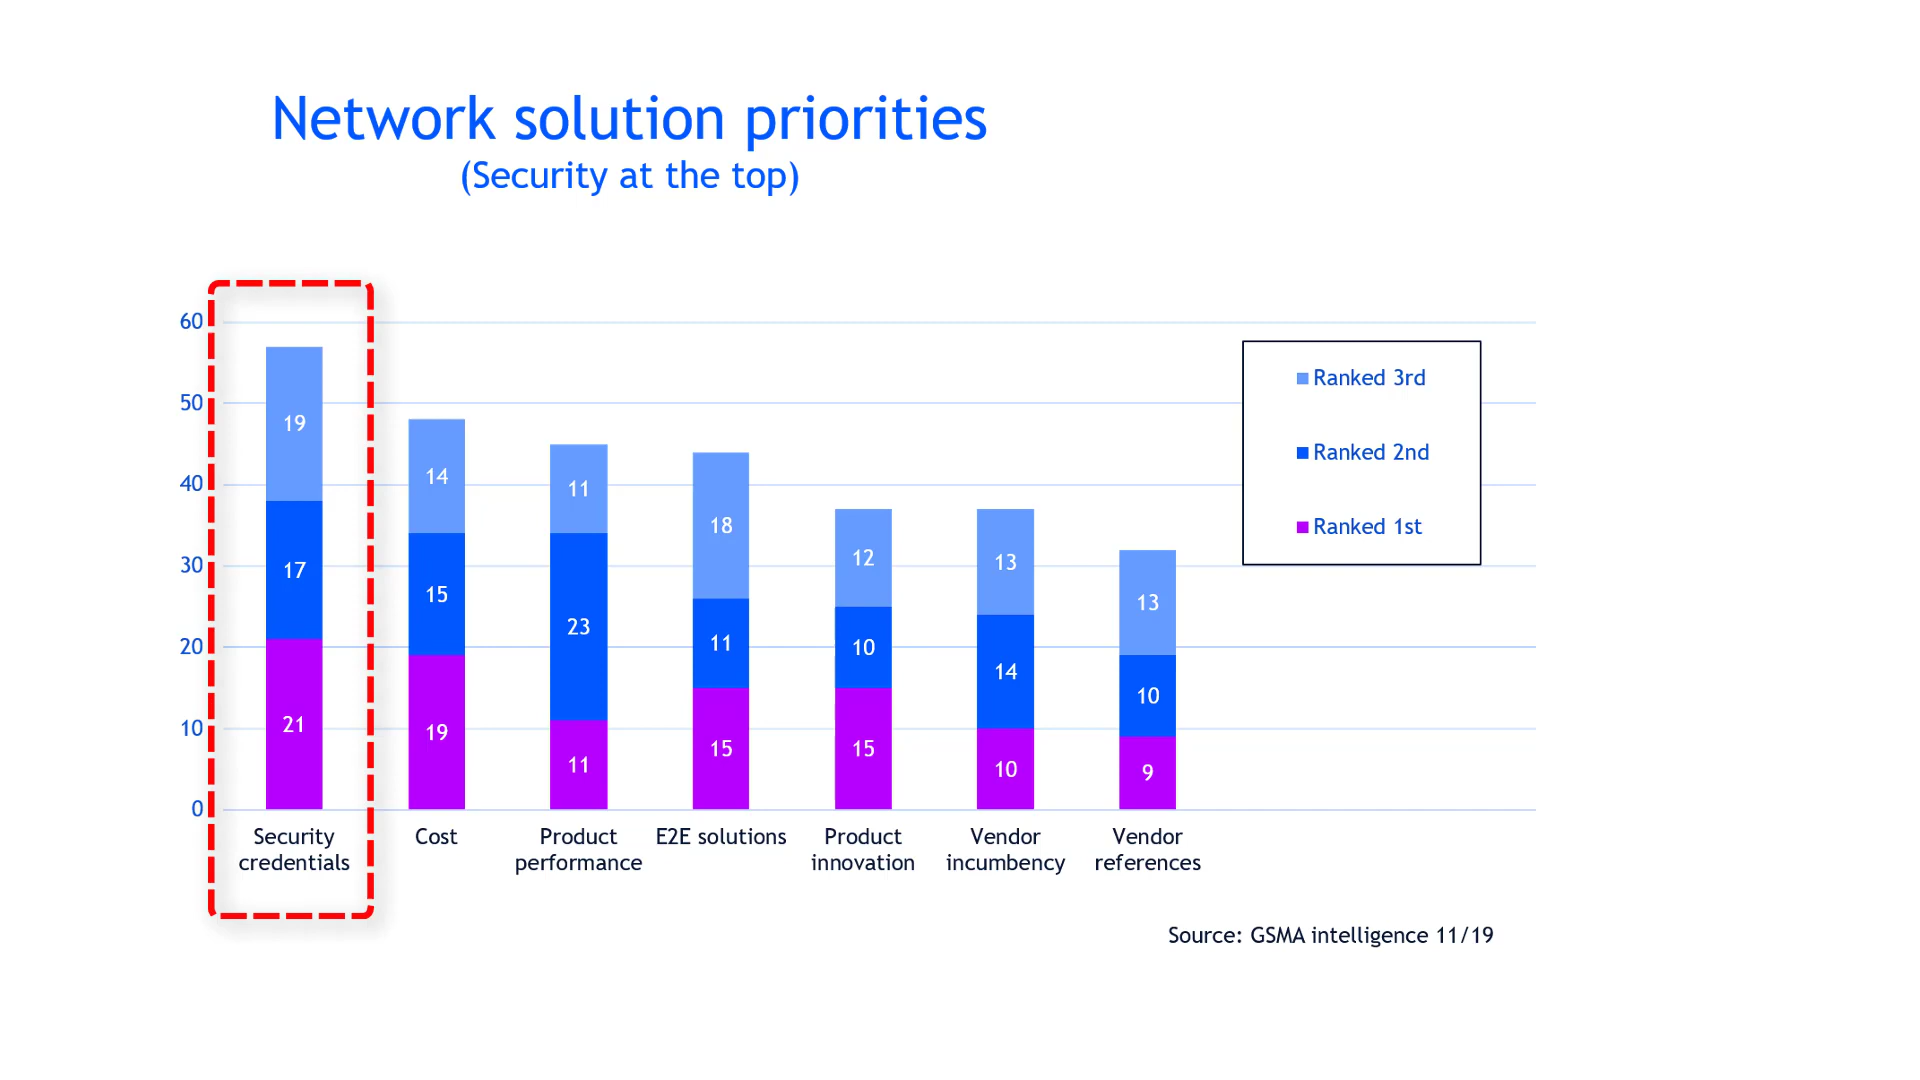 Network solution priorities
(Security at the top)
60
50
40
30
20
10
0
19
17
21
14
15
19
11
23
11
18
11
15
12
10
15
13
14
10
13
10
9
Security
credentials
Cost
Product
performance
E2E solutions
Product
innovation
Vendor
incumbency
Vendor
references
Ranked 3rd
Ranked 2nd
Ranked 1st
Source: GSMA intelligence 11/19